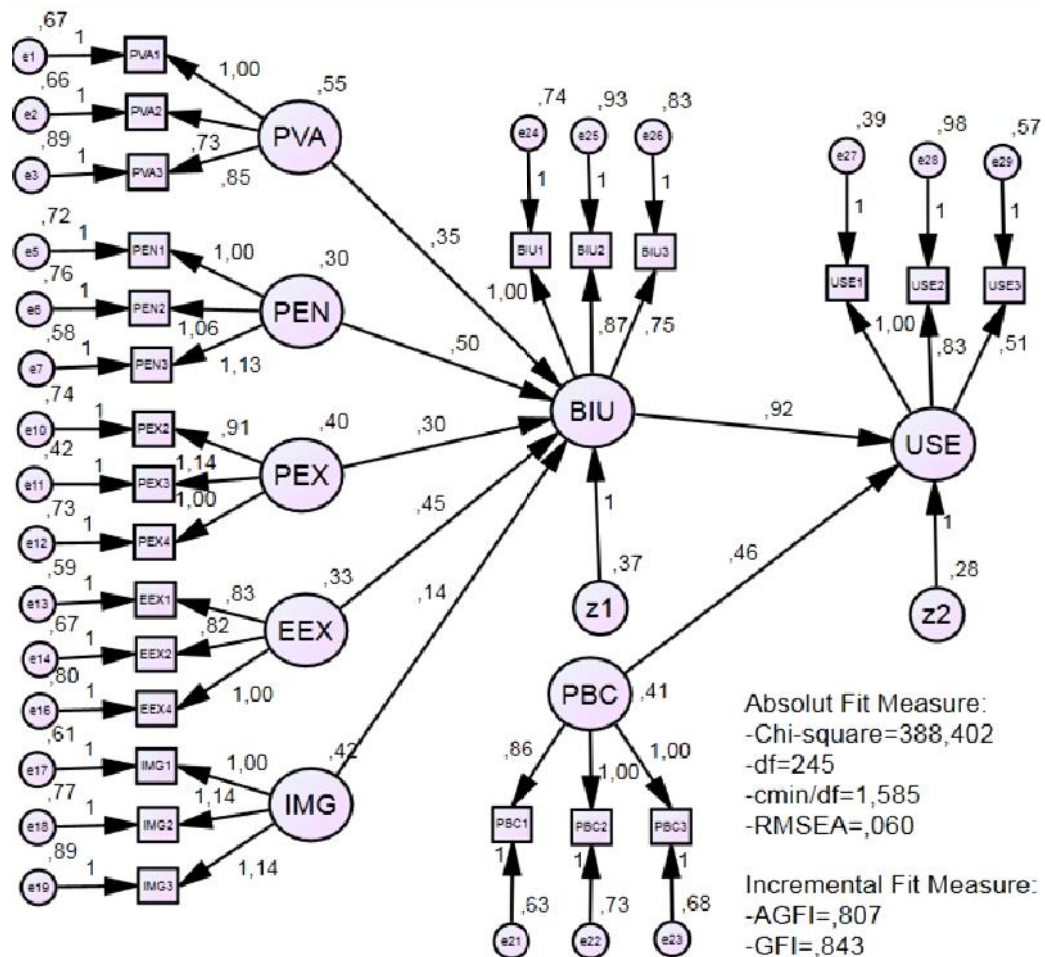 ,67
e1
1
PVA1
1,00
,66
e2
1
PVA2
,73
,89
e3
1
PVA3
,85
,55
PVA
,35
,72
e5
1
PEN1
1,00
,76
e6
1
PEN2
1,06
,58
e7
1
PEN3
1,13
,30
PEN
,50
,74
e10
1
PEX2
,91
,42
e11
1
PEX3
1,14
,73
e12
1
PEX4
1,00
,40
PEX
,30
,59
e13
1
EEX1
,83
,67
e14
1
EEX2
,82
,80
e16
1
EEX4
1,00
,33
EEX
,45
,61
e17
1
IMG1
1,00
,77
e18
1
IMG2
1,14
,89
e19
1
IMG3
1,14
,42
IMG
,14
,74
e24
1
BIU1
1,00
,93
e25
1
BIU2
,87
,83
e26
1
BIU3
,75
BIU
,92
1
,37
z1
,39
e27
1
USE1
1,00
,98
e28
1
USE2
,83
,57
e29
1
USE3
,51
USE
1
,28
z2
,46
PBC
,41
,86
1,00
1,00
PBC1
PBC2
PBC3
1
1
1
,63
,73
,68
e21
e22
e23
Absolut Fit Measure:
-Chi-square=388,402
-df=245
-cmin/df=1,585
-RMSEA=,060
Incremental Fit Measure:
-AGFI=,807
-GFI=,843